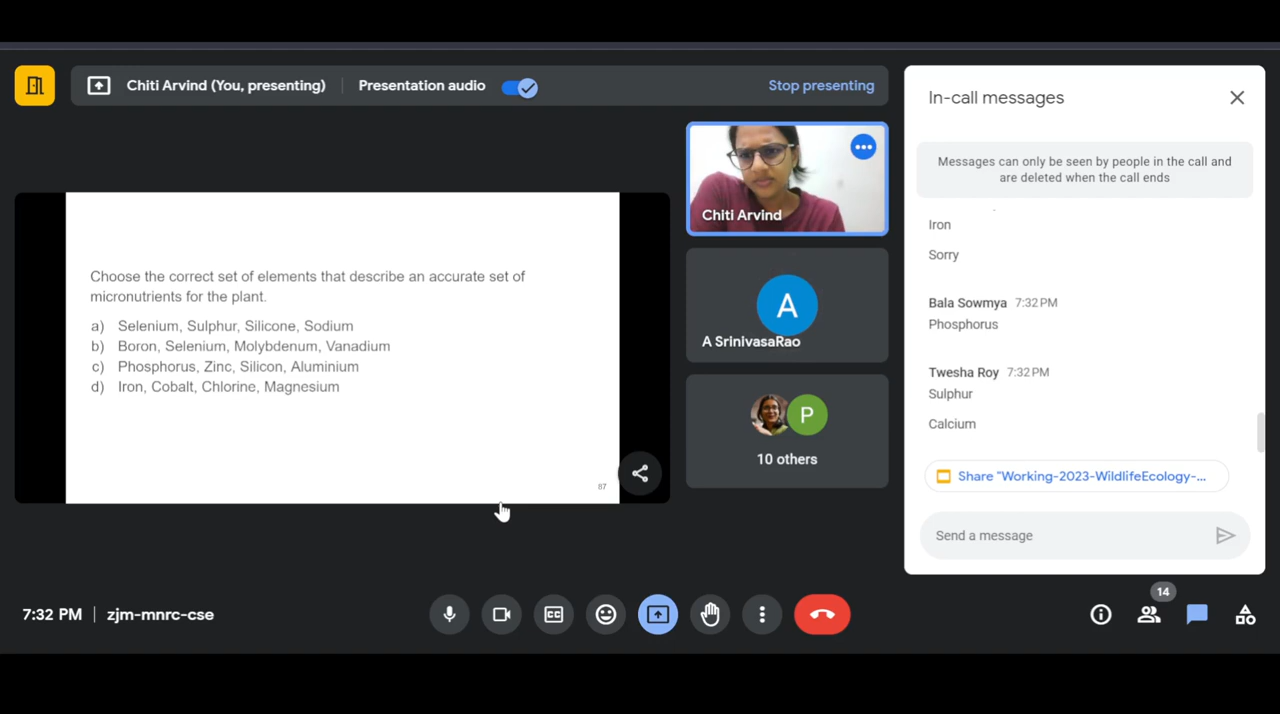 Chiti Arvind (You, presenting)
Presentation audio
Stop presenting
Choose the correct set of elements that describe an accurate set of
micronutrients for the plant.
a) Selenium, Sulphur, Silicone, Sodium
b) Boron, Selenium, Molybdenum, Vanadium
c) Phosphorus, Zinc, Silicon, Aluminium
d) Iron, Cobalt, Chlorine, Magnesium
87
Chiti Arvind
A
A SrinivasaRao
P
10 others
In-call messages
Messages can only be seen by people in the call and
are deleted when the call ends
Iron
Sorry
Bala Sowmya 7:32 PM
Phosphorus
Twesha Roy 7:32 PM
Sulphur
Calcium
Share "Working-2023-WildlifeEcology-...
Send a message
7:32 PM | zjm-mnrc-cse
CC
14